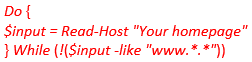 Do {
$input = Read-Host "Your homepage"
} While (!($input -like "www.*.*"))